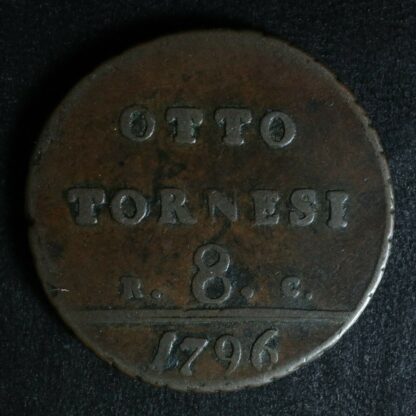 OTTO
TORNESI
R. 8. C.
1796